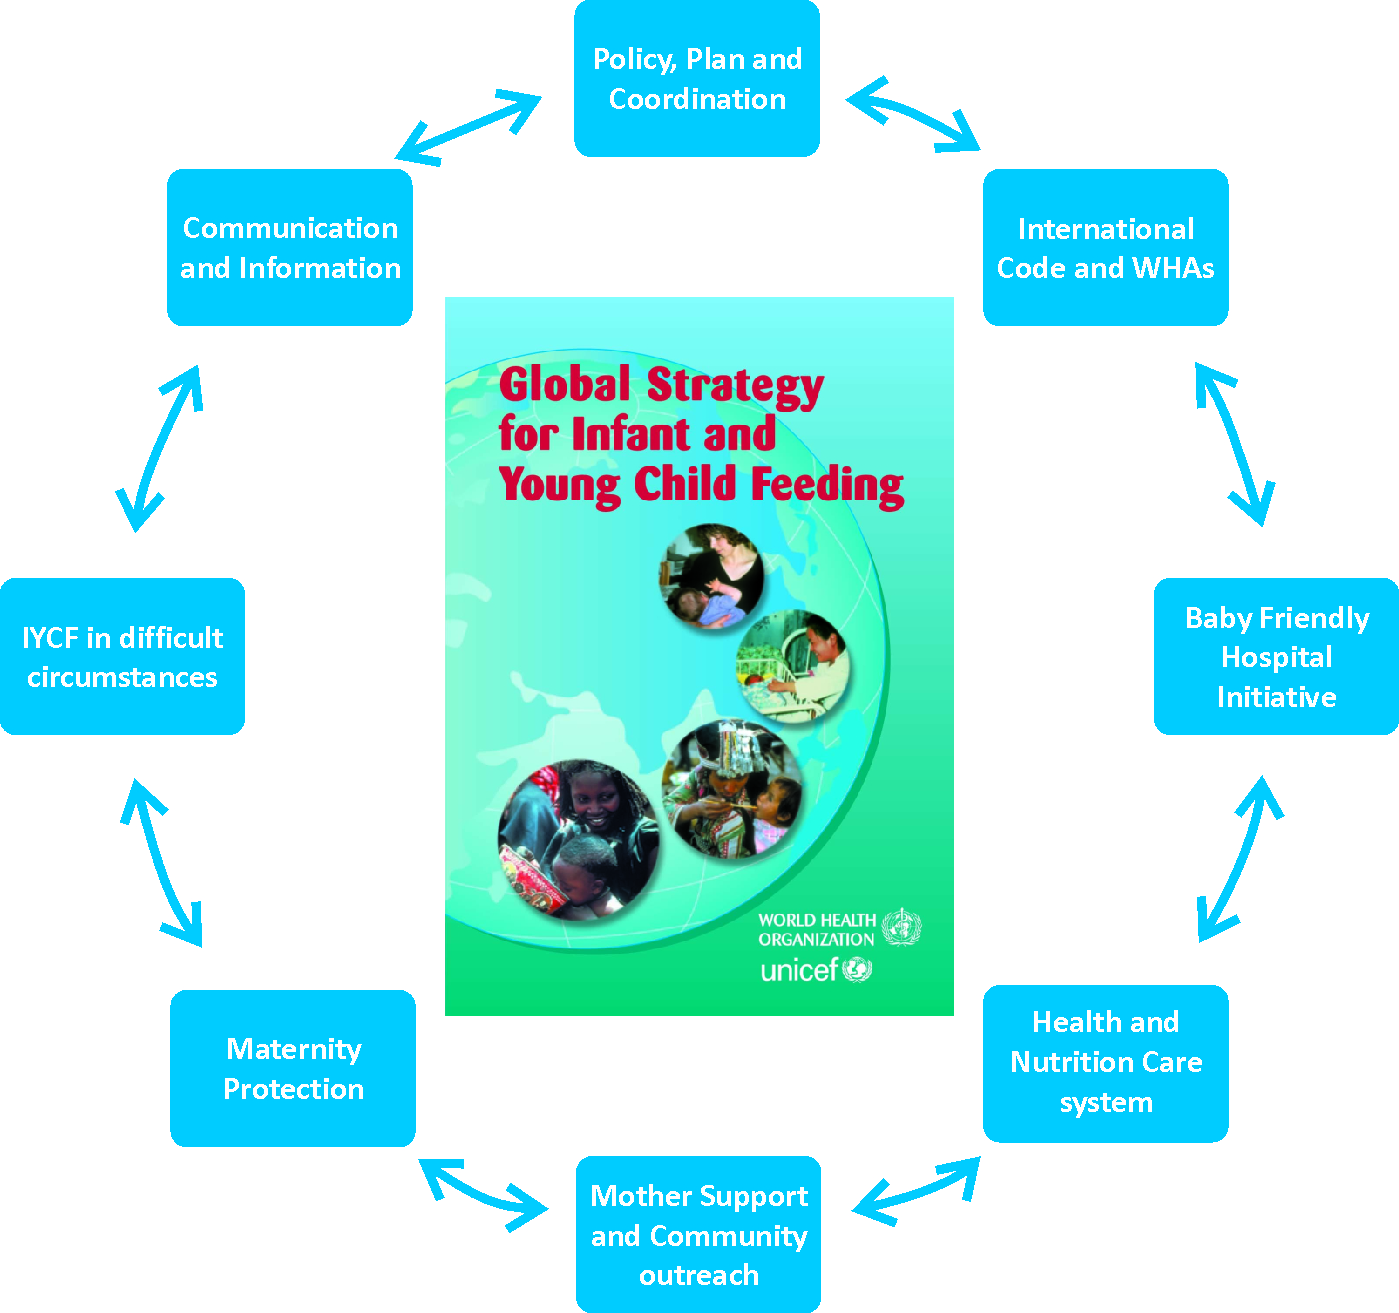 Policy, Plan and
Coordination
Communication
and Information
International
Code and WHAs
Global Strategy
for Infant and
Young Child Feeding
IYCF in difficult
circumstances
Baby Friendly
Hospital
Initiative
WORLD HEALTH
ORGANIZATION
unicef
Maternity
Protection
Health and
Nutrition Care
system
Mother Support
and Community
outreach